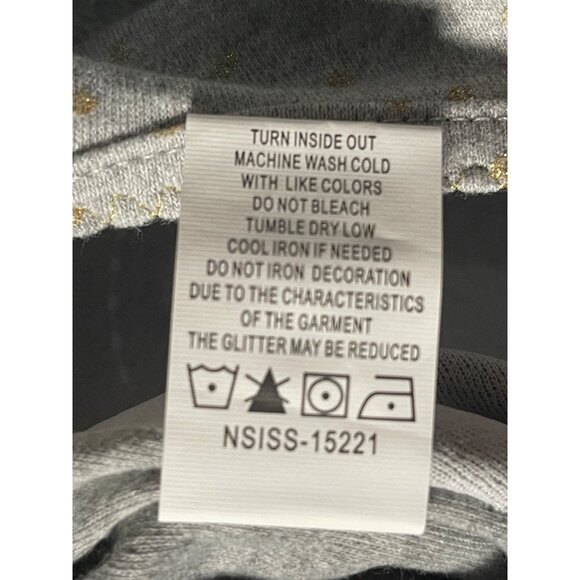 TURN INSIDE OUT
MACHINE WASH COLD
WITH LIKE COLORS
DO NOT BLEACH
TUMBLE DRY LOW
COOL IRON IF NEEDED
DO NOT IRON DECORATION
DUE TO THE CHARACTERISTICS
OF THE GARMENT
THE GLITTER MAY BE REDUCED
NSISS-15221